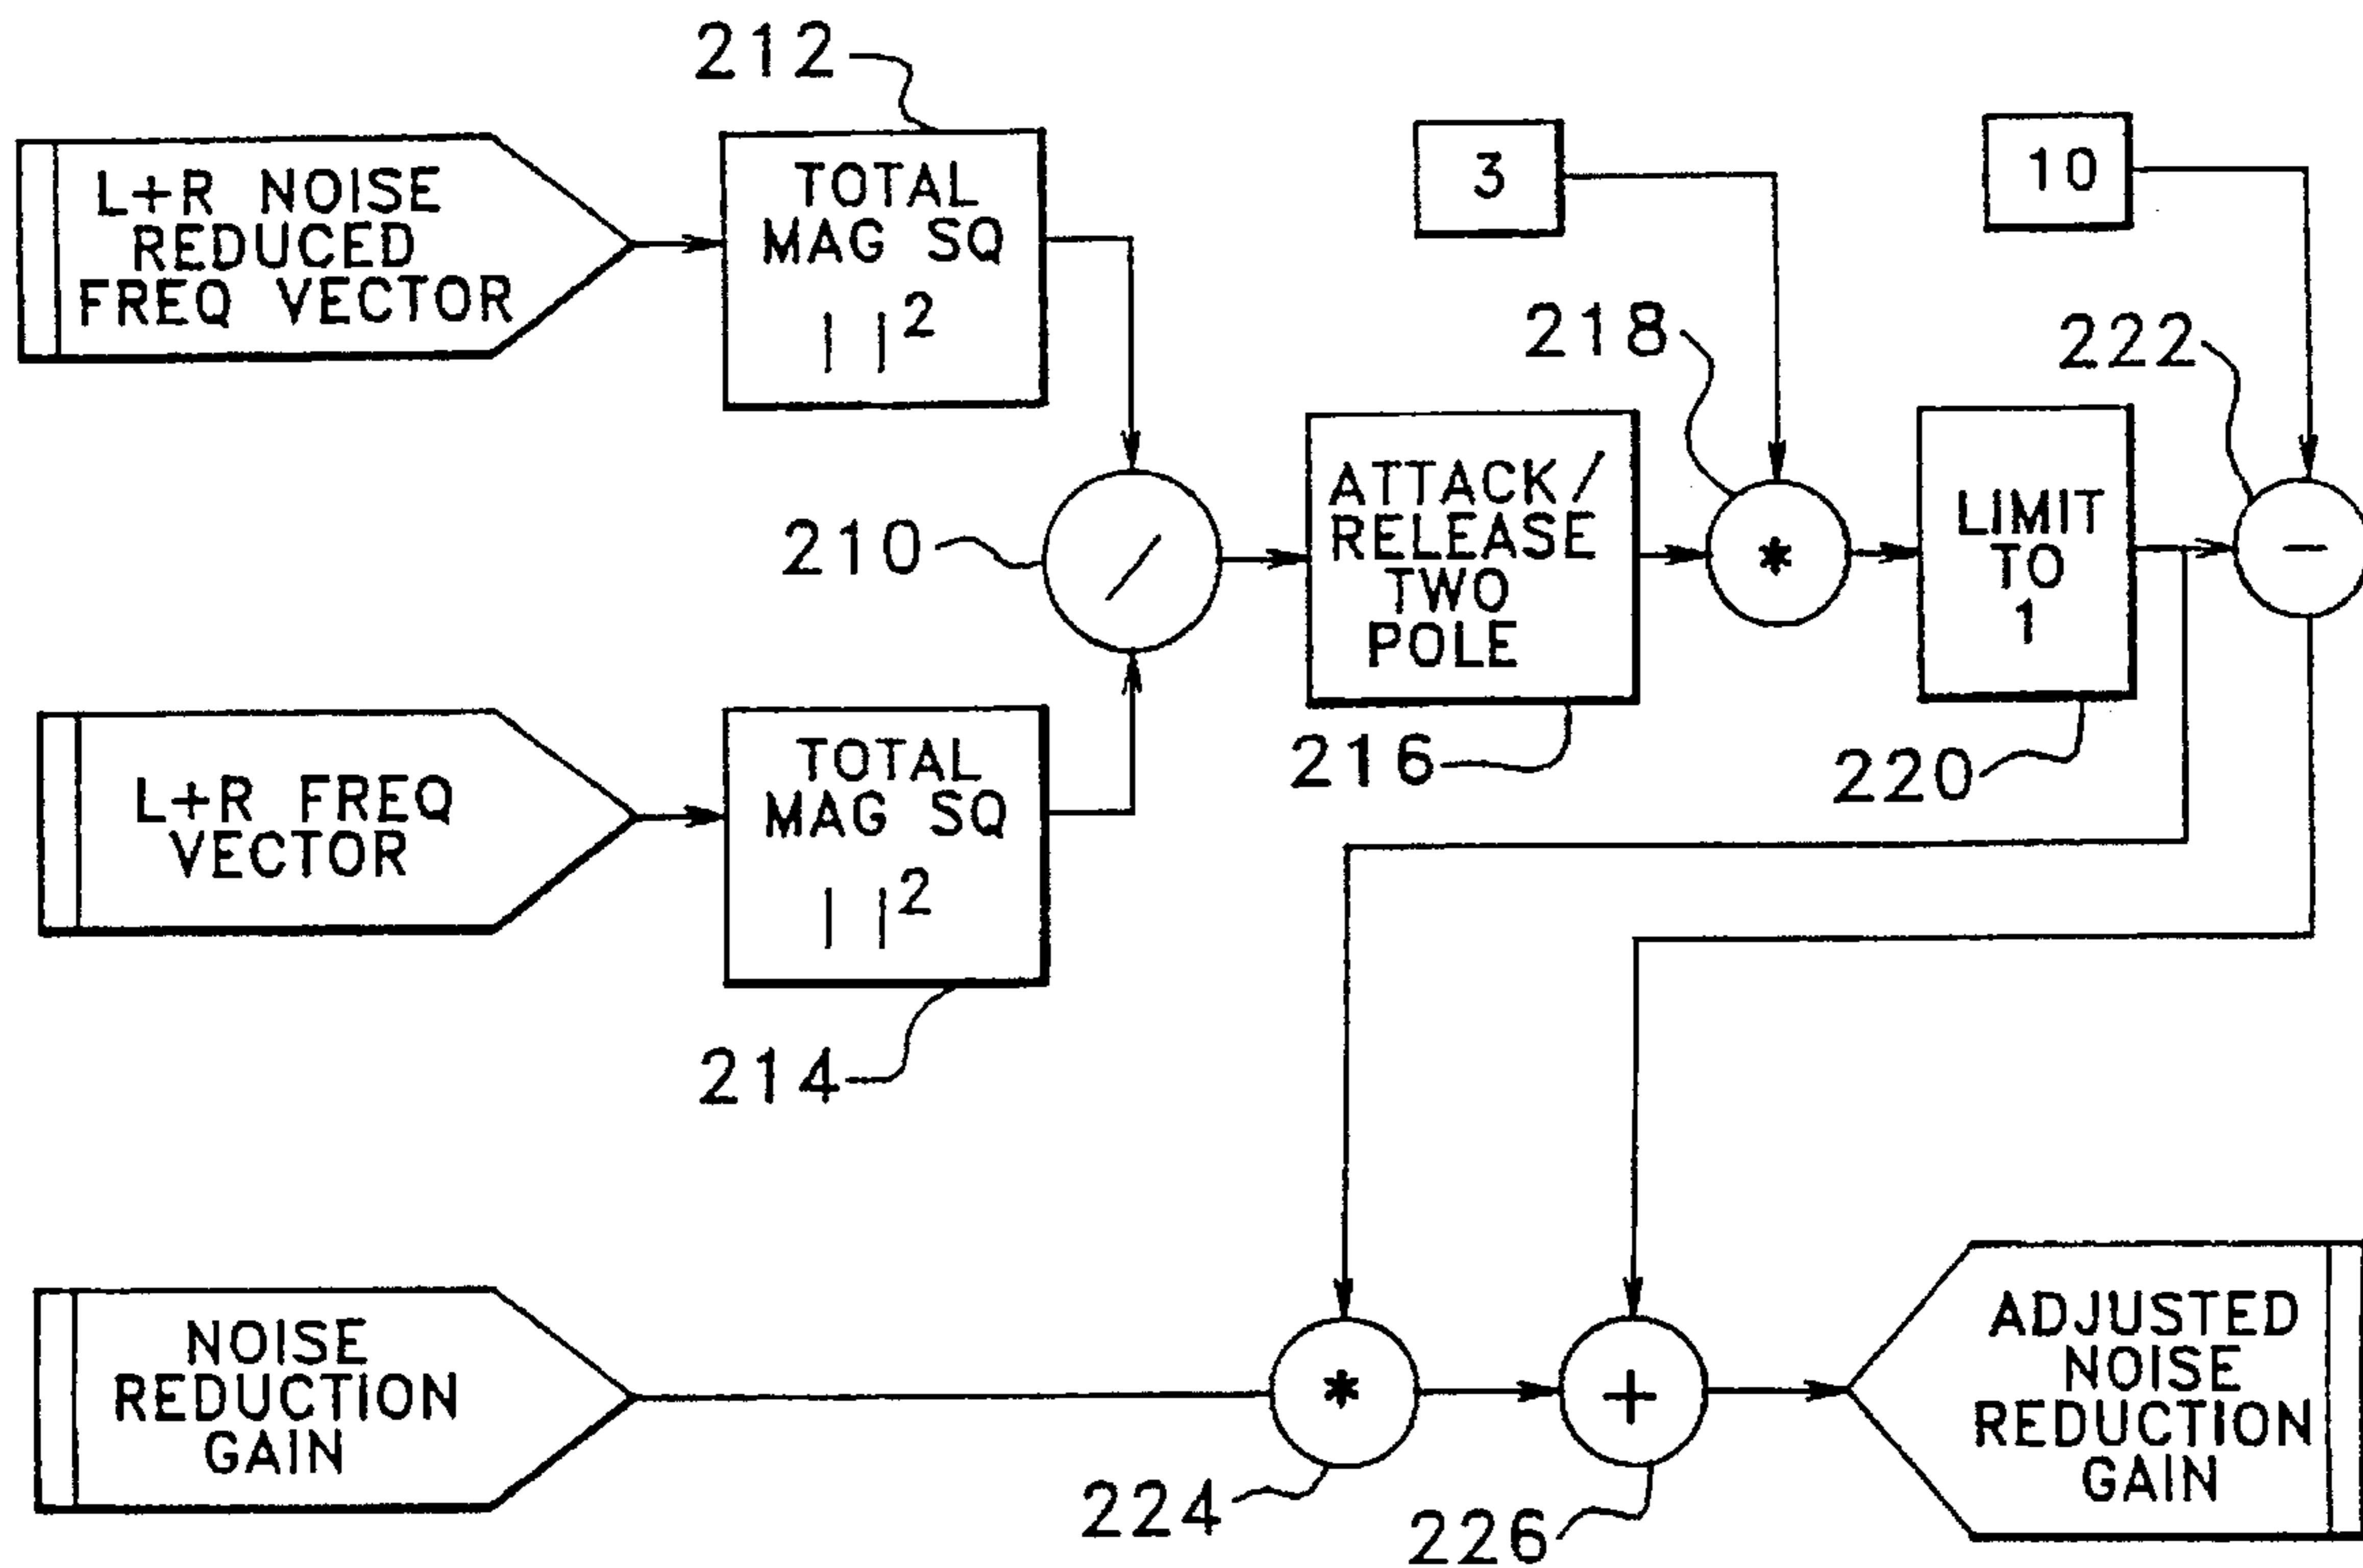 212
L+R NOISE
REDUCED
FREQ VECTOR
TOTAL
MAG SQ
| |²
3
10
218
222
210
/
ATTACK/
RELEASE
TWO
POLE
*
LIMIT
TO
1
−
216
220
L+R FREQ
VECTOR
TOTAL
MAG SQ
| |²
214
NOISE
REDUCTION
GAIN
*
+
ADJUSTED
NOISE
REDUCTION
GAIN
224
226